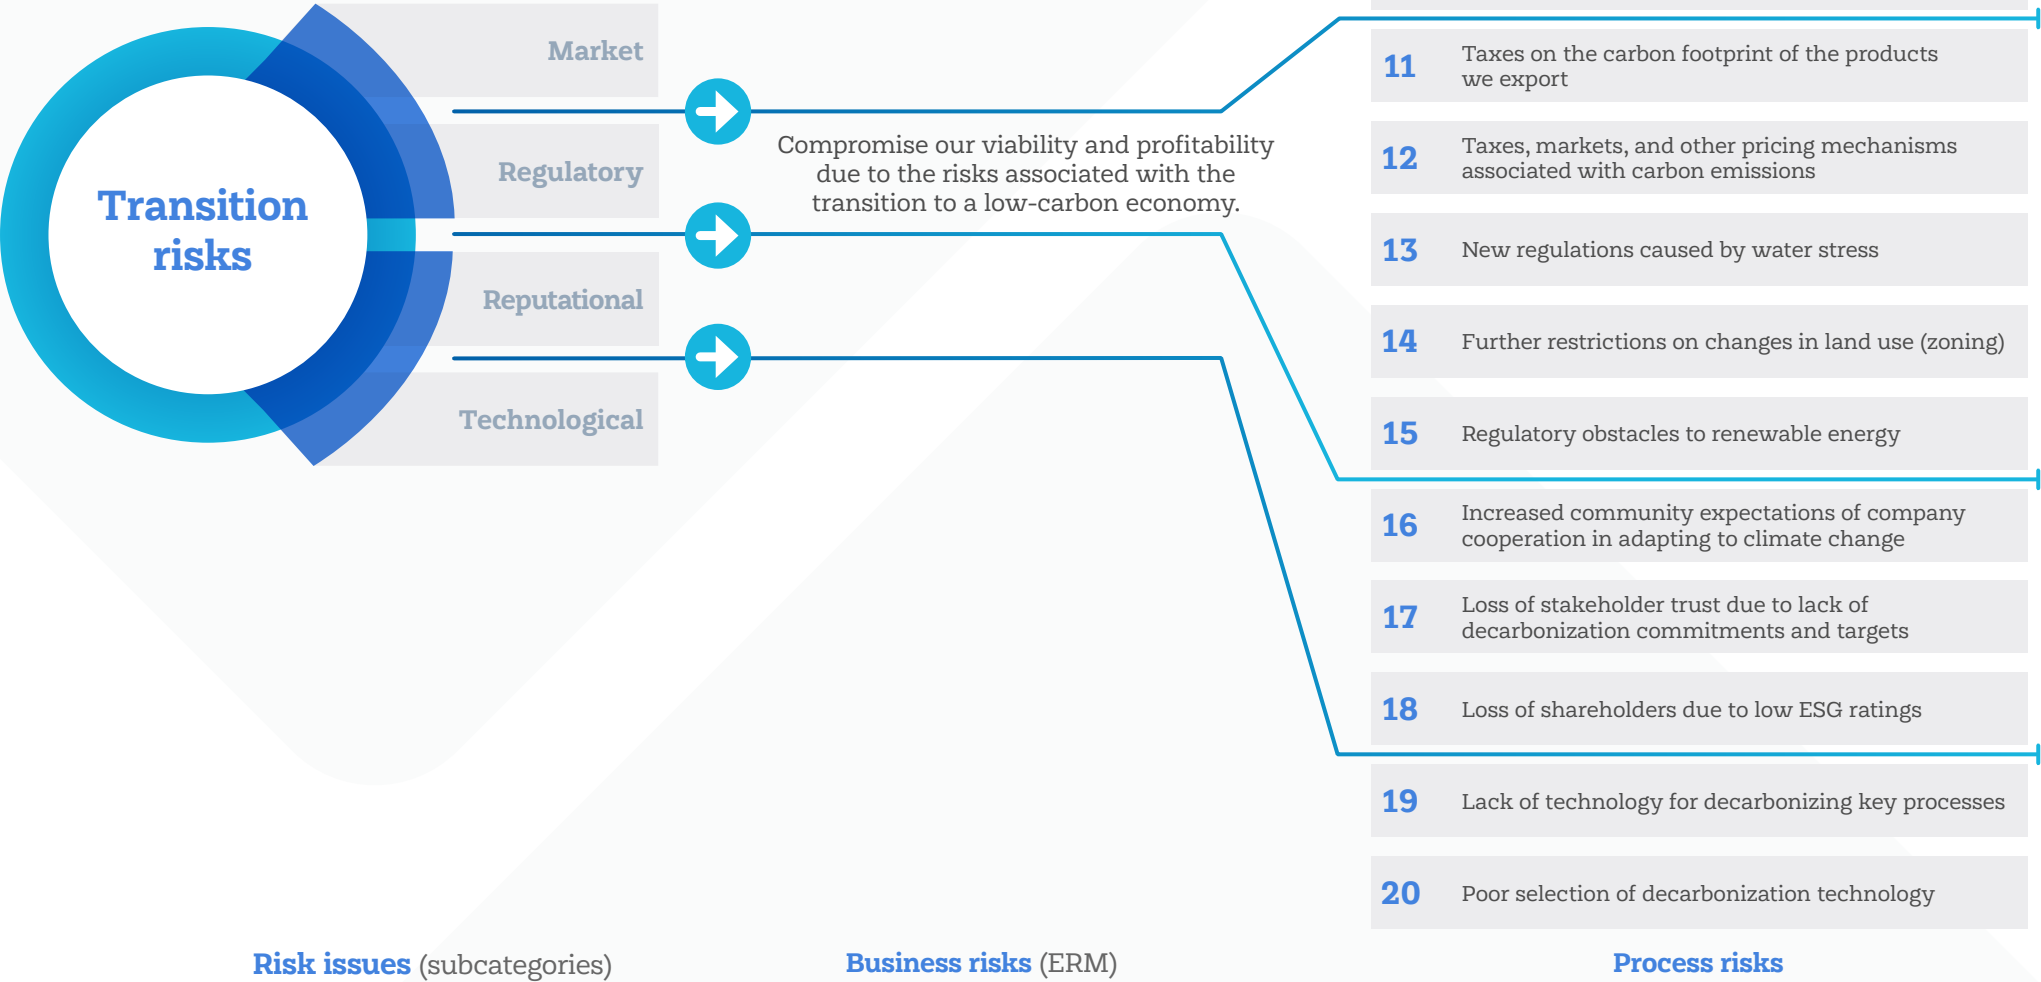 Transition
risks
Market
Regulatory
Reputational
Technological
Compromise our viability and profitability
due to the risks associated with the
transition to a low-carbon economy.
11 Taxes on the carbon footprint of the products
we export
12 Taxes, markets, and other pricing mechanisms
associated with carbon emissions
13 New regulations caused by water stress
14 Further restrictions on changes in land use (zoning)
15 Regulatory obstacles to renewable energy
16 Increased community expectations of company
cooperation in adapting to climate change
17 Loss of stakeholder trust due to lack of
decarbonization commitments and targets
18 Loss of shareholders due to low ESG ratings
19 Lack of technology for decarbonizing key processes
20 Poor selection of decarbonization technology
Risk issues (subcategories)
Business risks (ERM)
Process risks